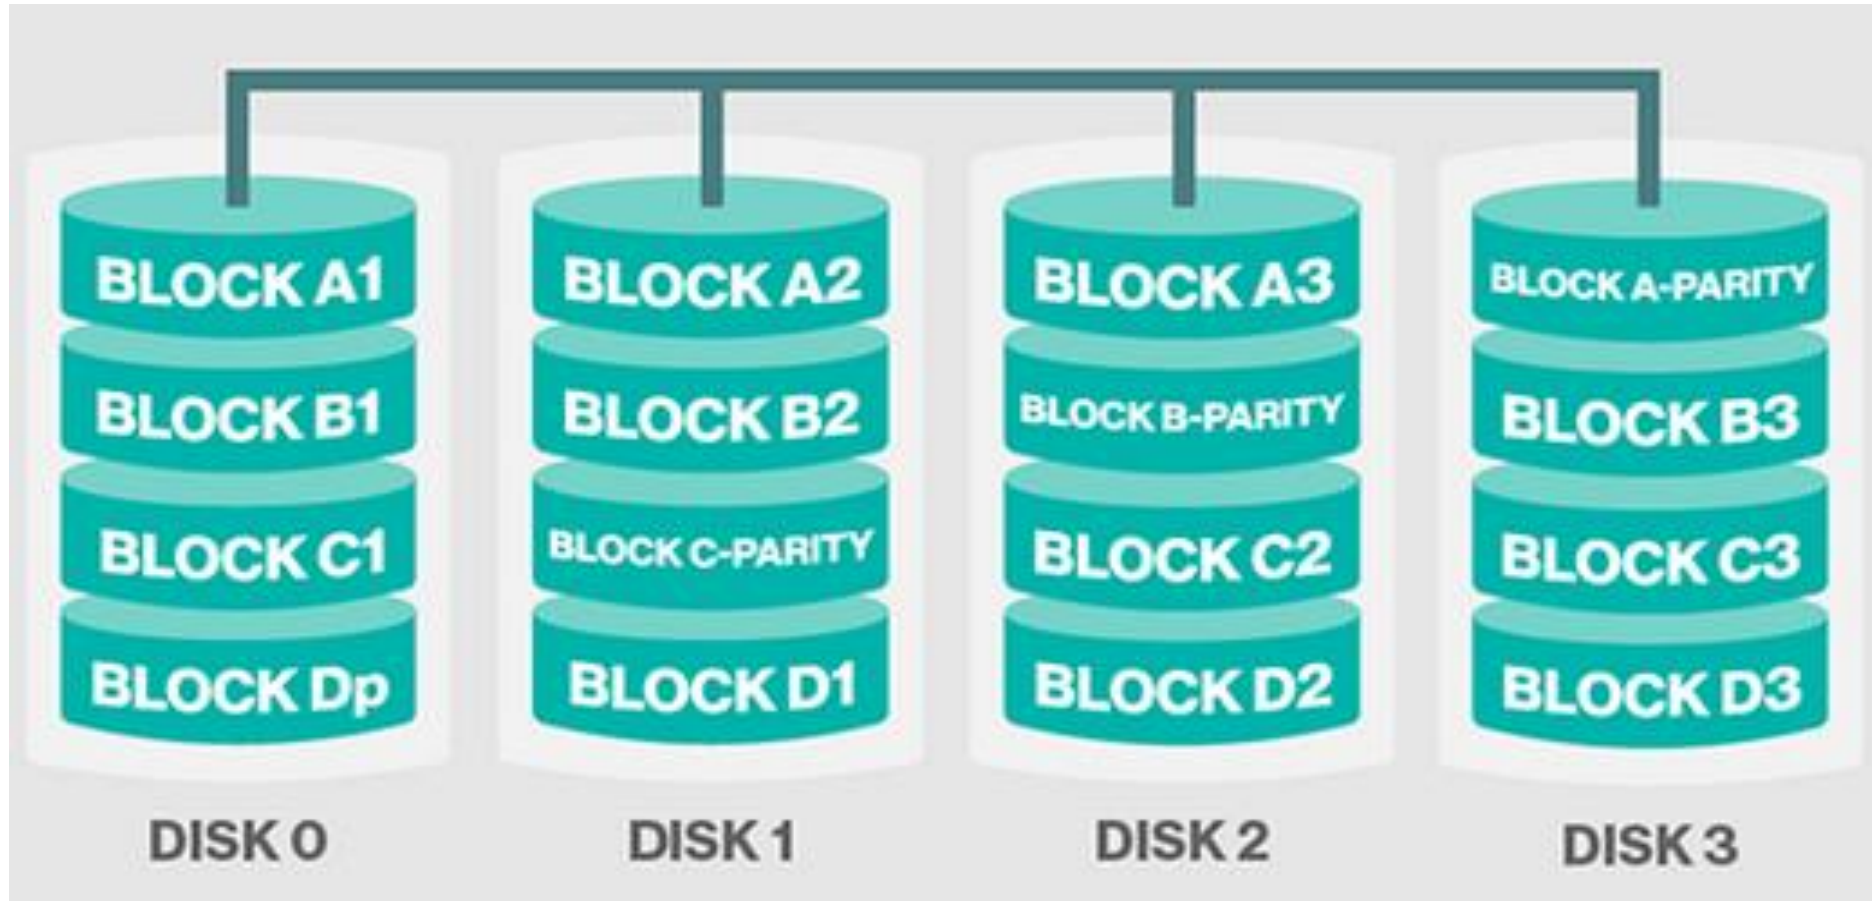 BLOCK A1
BLOCK A2
BLOCK A3
BLOCK A-PARITY
BLOCK B1
BLOCK B2
BLOCK B-PARITY
BLOCK B3
BLOCK C1
BLOCK C-PARITY
BLOCK C2
BLOCK C3
BLOCK Dp
BLOCK D1
BLOCK D2
BLOCK D3
DISK 0
DISK 1
DISK 2
DISK 3